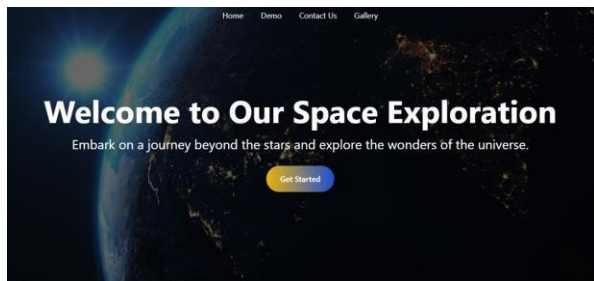 Home Demo Contact Us Gallery
Welcome to Our Space Exploration
Embark on a journey beyond the stars and explore the wonders of the universe.
Get Started